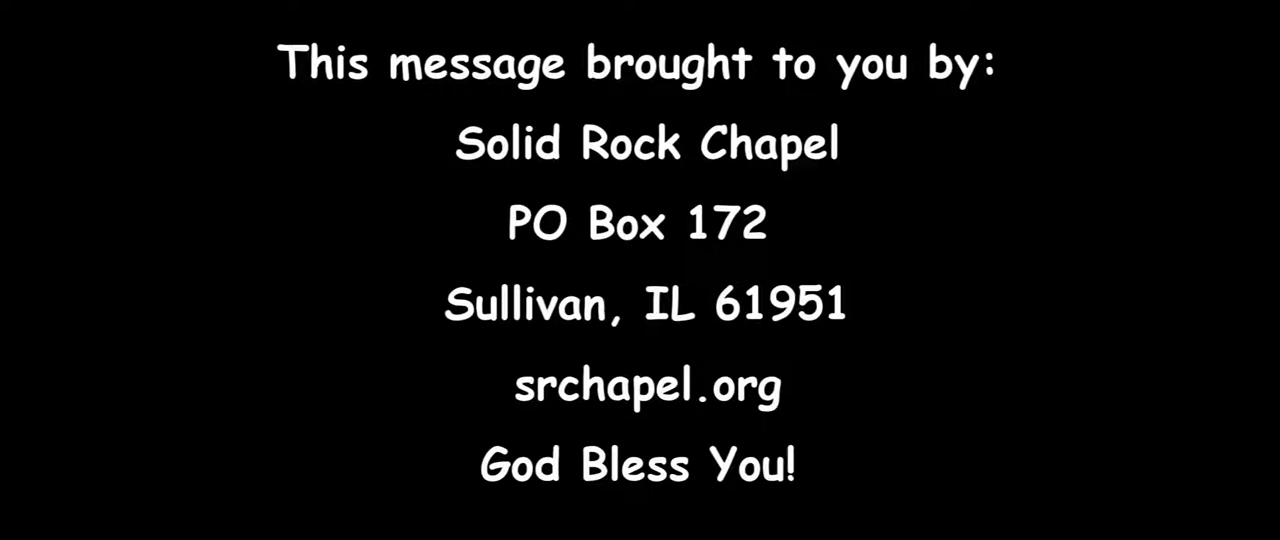 This message brought to you by:
Solid Rock Chapel
PO Box 172
Sullivan, IL 61951
srchapel.org
God Bless You!